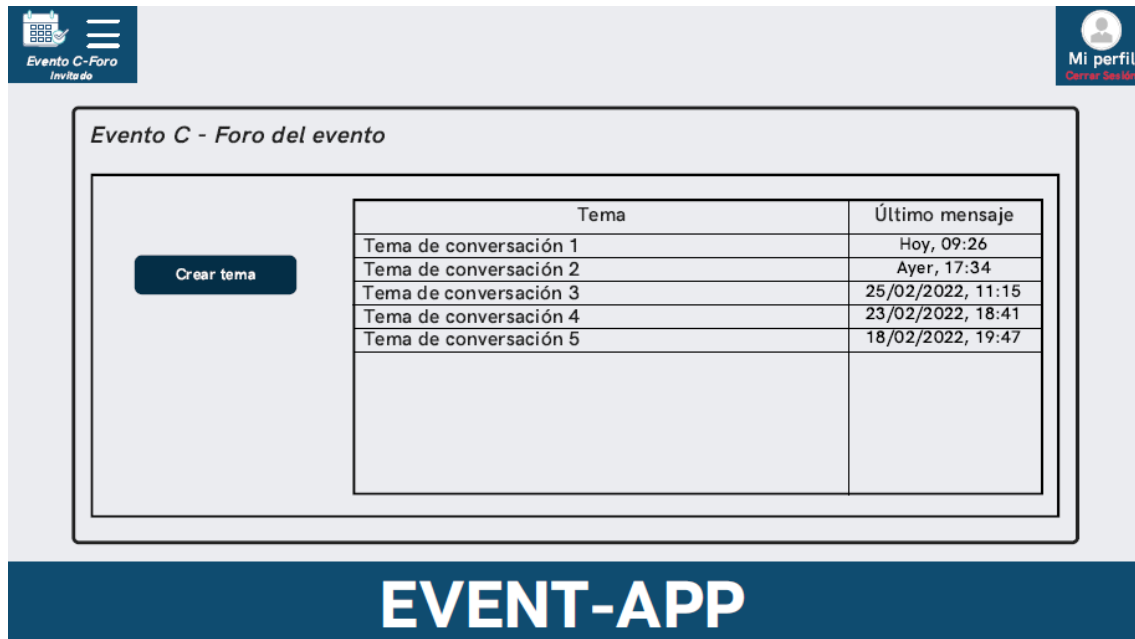 Evento C-Foro
Invitado
Mi perfil
Cerrar Sesión
Evento C - Foro del evento
Crear tema
Tema Último mensaje
Tema de conversación 1 Hoy, 09:26
Tema de conversación 2 Ayer, 17:34
Tema de conversación 3 25/02/2022, 11:15
Tema de conversación 4 23/02/2022, 18:41
Tema de conversación 5 18/02/2022, 19:47
EVENT-APP